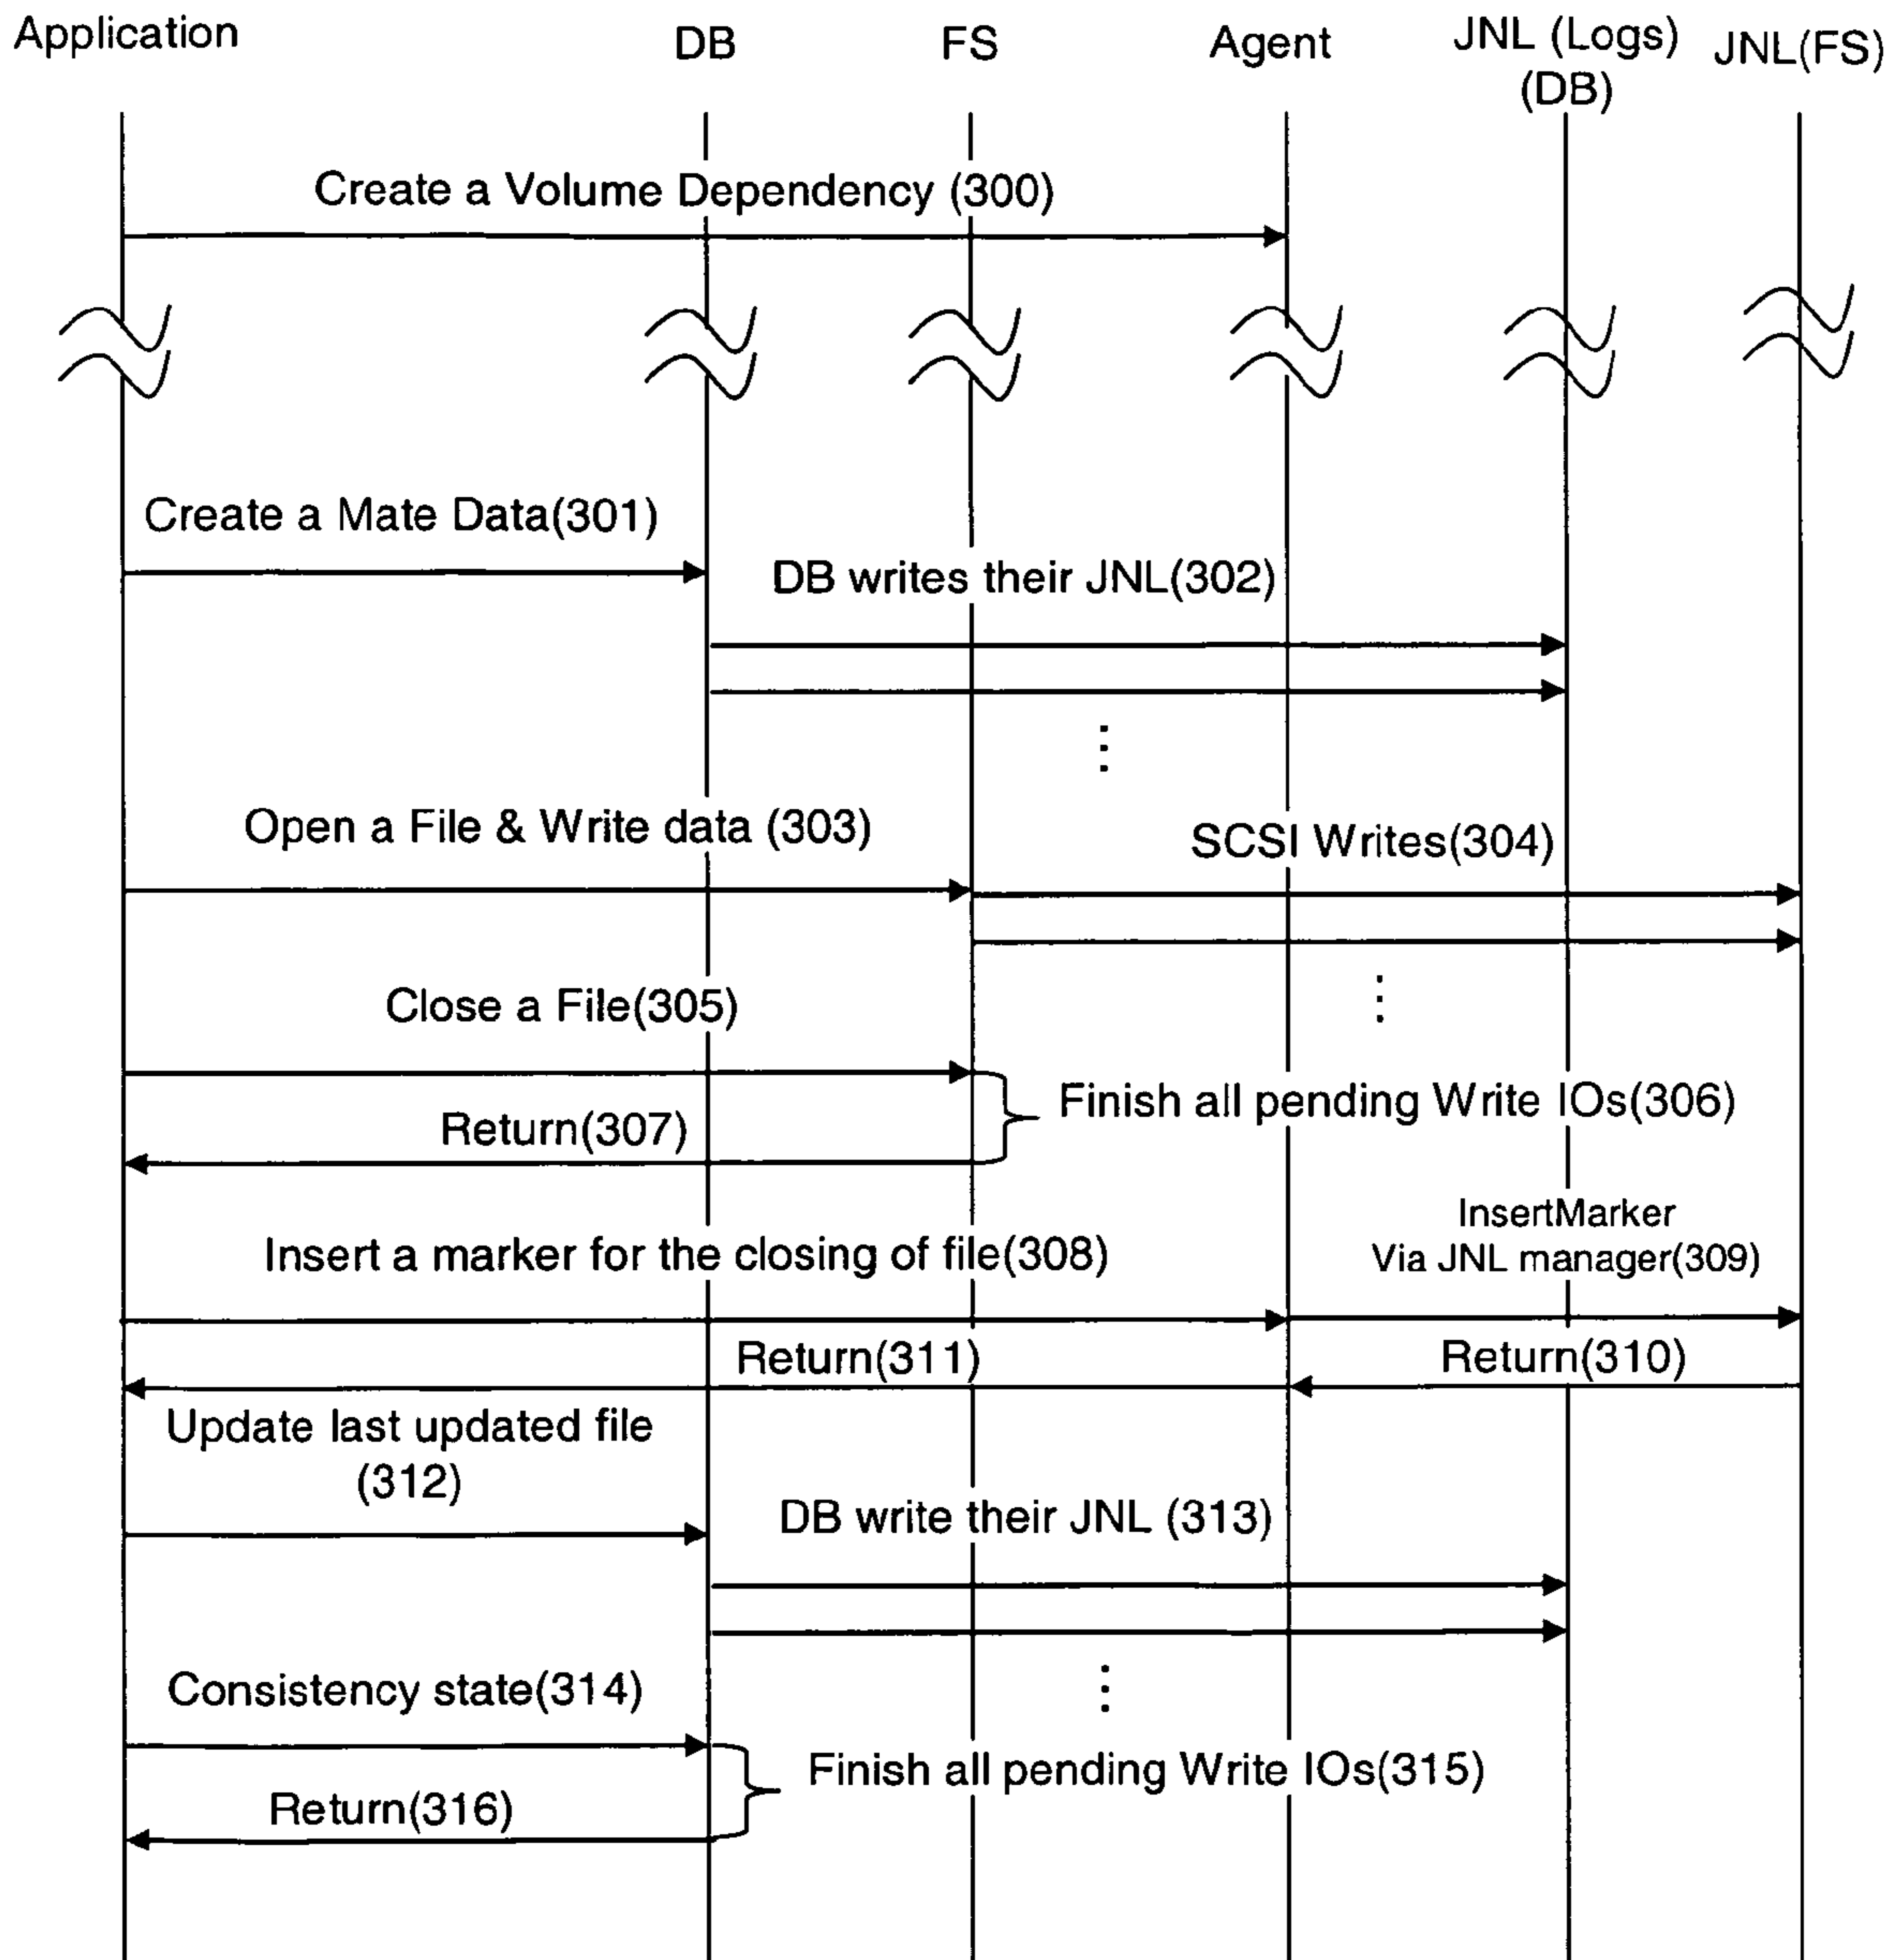 Application
DB
FS
Agent
JNL (Logs)
(DB)
JNL(FS)
Create a Volume Dependency (300)
Create a Mate Data(301)
DB writes their JNL(302)
Open a File & Write data (303)
SCSI Writes(304)
Close a File(305)
Finish all pending Write IOs(306)
Return(307)
InsertMarker
Via JNL manager(309)
Insert a marker for the closing of file(308)
Return(311)
Return(310)
Update last updated file
(312)
DB write their JNL (313)
Consistency state(314)
Finish all pending Write IOs(315)
Return(316)